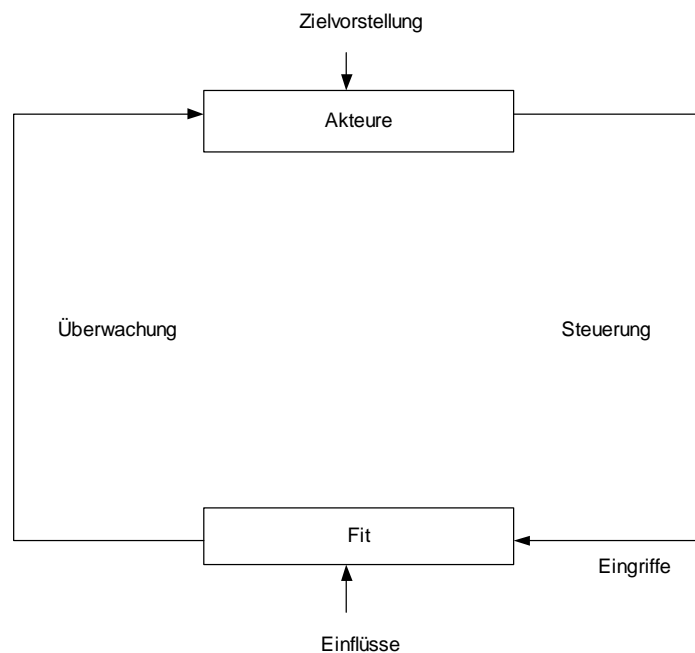 Zielvorstellung
Akteure
Überwachung
Steuerung
Fit
Eingriffe
Einflüsse